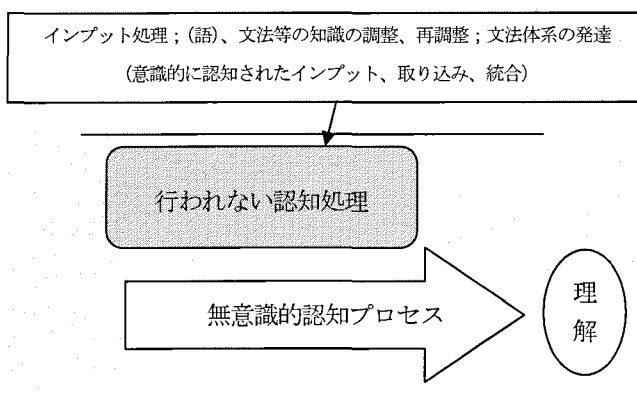 インプット処理；(語)、文法等の知識の調整、再調整；文法体系の発達
(意識的に認知されたインプット、取り込み、統合)
行われない認知処理
無意識的認知プロセス
理
解